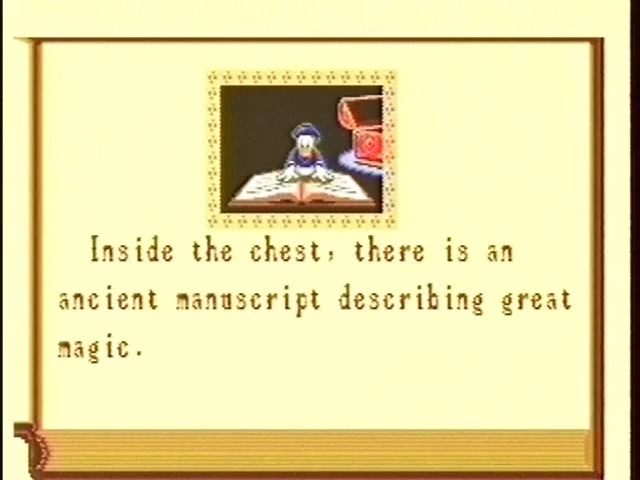 Inside the chest, there is an
ancient manuscript describing great
magic.